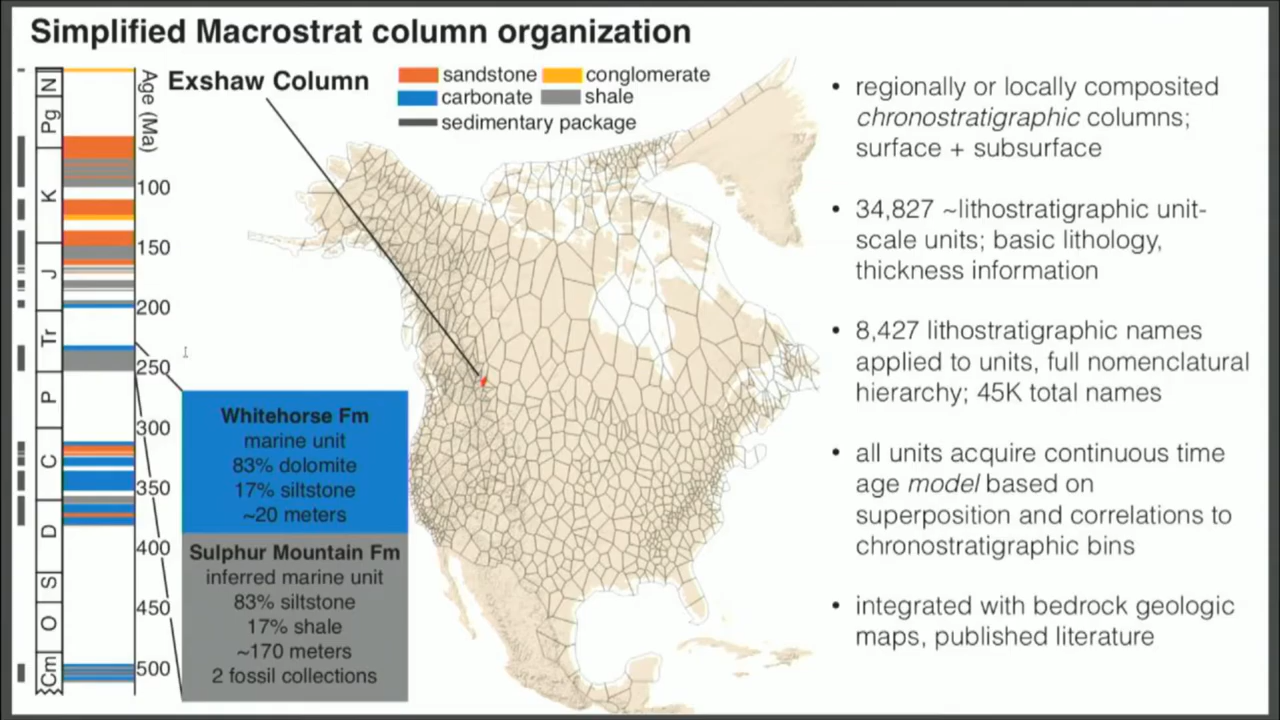 Simplified Macrostrat column organization
Exshaw Column
sandstone
conglomerate
carbonate
shale
sedimentary package
Age (Ma)
N
Pg
K
J
Tr
P
C
D
S
O
Cm
100
150
200
250
300
350
400
450
500
Whitehorse Fm
marine unit
83% dolomite
17% siltstone
~20 meters
Sulphur Mountain Fm
inferred marine unit
83% siltstone
17% shale
~170 meters
2 fossil collections
• regionally or locally composited
chronostratigraphic columns;
surface + subsurface
• 34,827 ~lithostratigraphic unit-
scale units; basic lithology,
thickness information
• 8,427 lithostratigraphic names
applied to units, full nomenclatural
hierarchy; 45K total names
• all units acquire continuous time
age model based on
superposition and correlations to
chronostratigraphic bins
• integrated with bedrock geologic
maps, published literature